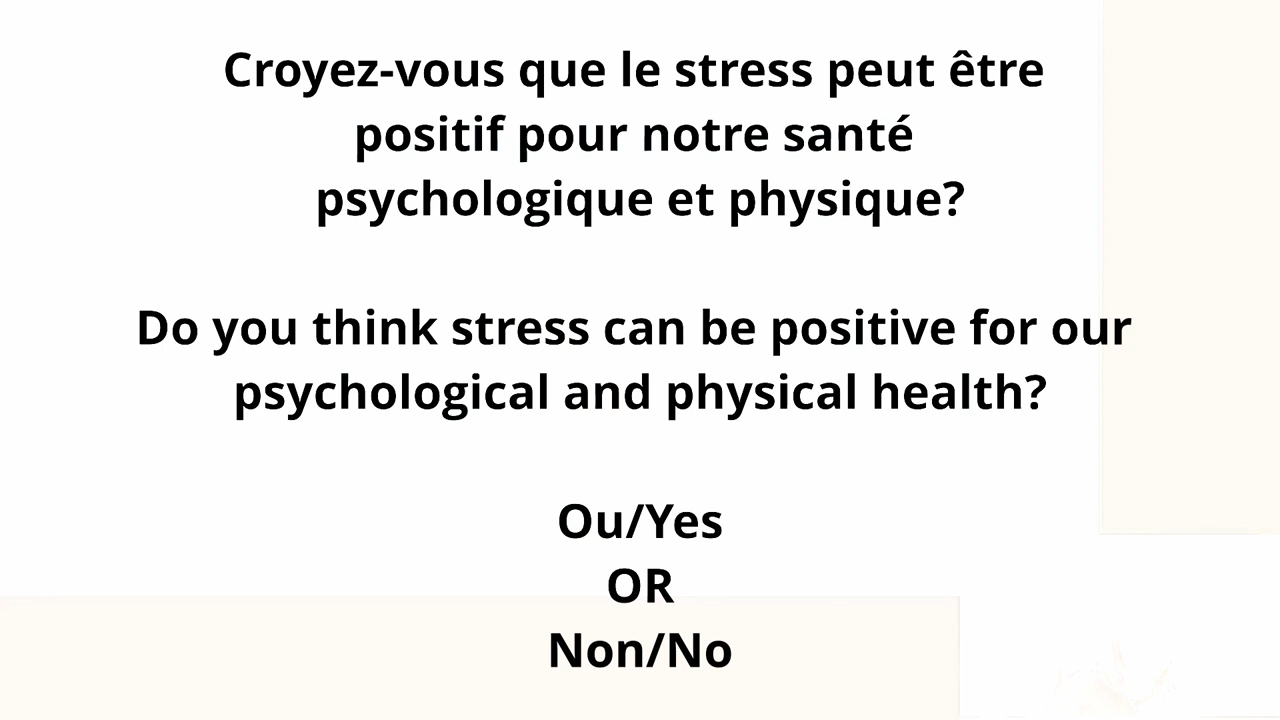 Croyez-vous que le stress peut être
positif pour notre santé
psychologique et physique?
Do you think stress can be positive for our
psychological and physical health?
Ou/Yes
OR
Non/No